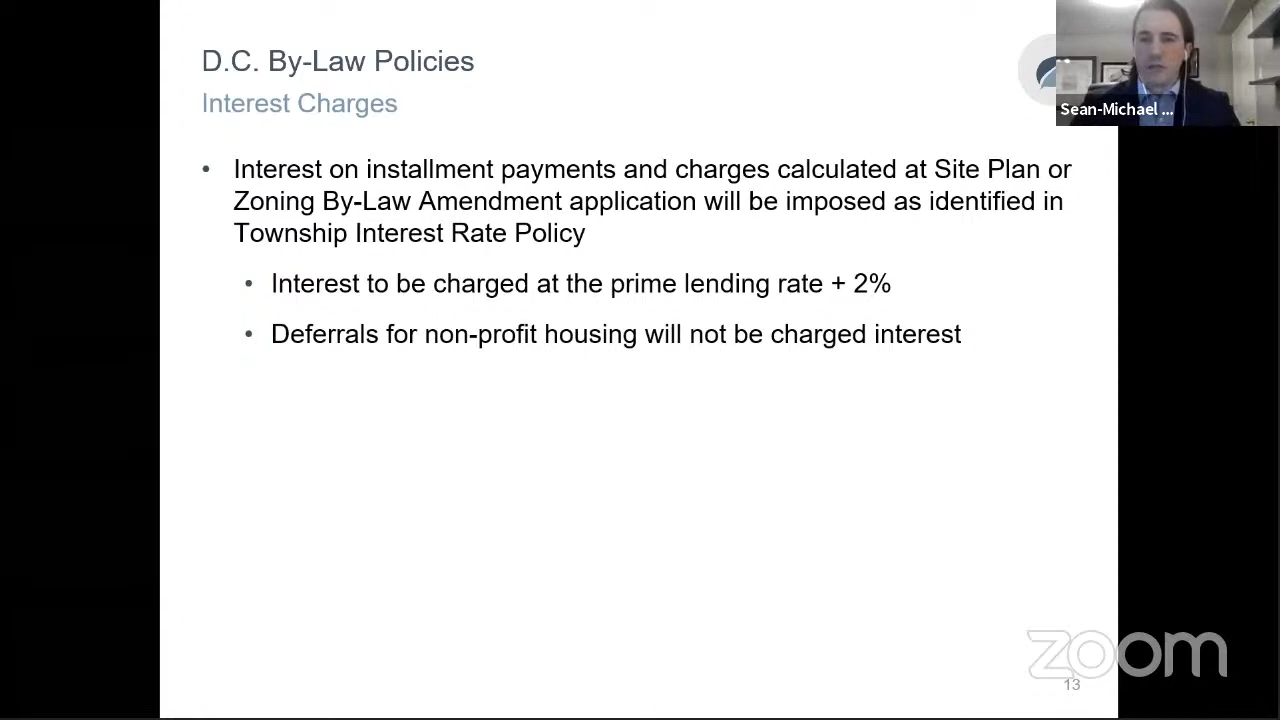 D.C. By-Law Policies
Interest Charges
Sean-Michael ...
• Interest on installment payments and charges calculated at Site Plan or
Zoning By-Law Amendment application will be imposed as identified in
Township Interest Rate Policy
• Interest to be charged at the prime lending rate + 2%
• Deferrals for non-profit housing will not be charged interest
zoom
13